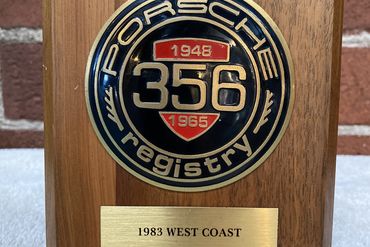 PORSCHE
1948
356
1965
registry
1983 WEST COAST